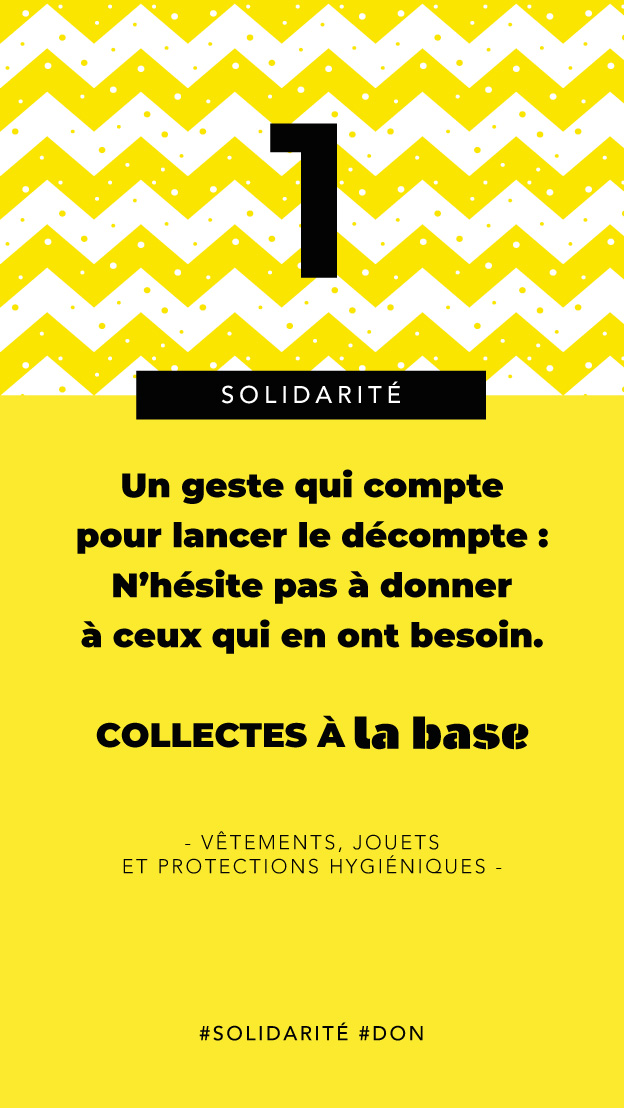 1
SOLIDARITÉ
Un geste qui compte
pour lancer le décompte :
N’hésite pas à donner
à ceux qui en ont besoin.
COLLECTES À la base
- VÊTEMENTS, JOUETS
ET PROTECTIONS HYGIÉNIQUES -
#SOLIDARITÉ #DON